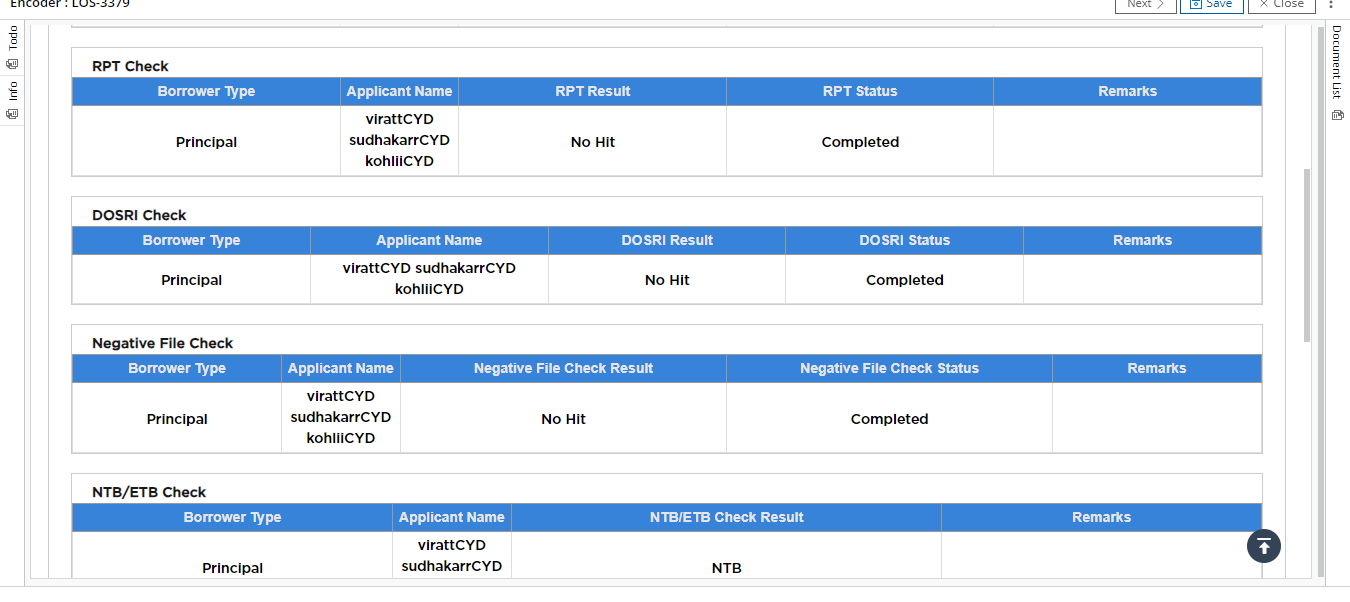 Encoder : LOS-3379
Next Save Close
Todo
Info
Document List
RPT Check
Borrower Type Applicant Name RPT Result RPT Status Remarks
Principal virattCYD sudhakarrCYD kohliiCYD No Hit Completed
DOSRI Check
Borrower Type Applicant Name DOSRI Result DOSRI Status Remarks
Principal virattCYD sudhakarrCYD kohliiCYD No Hit Completed
Negative File Check
Borrower Type Applicant Name Negative File Check Result Negative File Check Status Remarks
Principal virattCYD sudhakarrCYD kohliiCYD No Hit Completed
NTB/ETB Check
Borrower Type Applicant Name NTB/ETB Check Result Remarks
Principal virattCYD sudhakarrCYD NTB